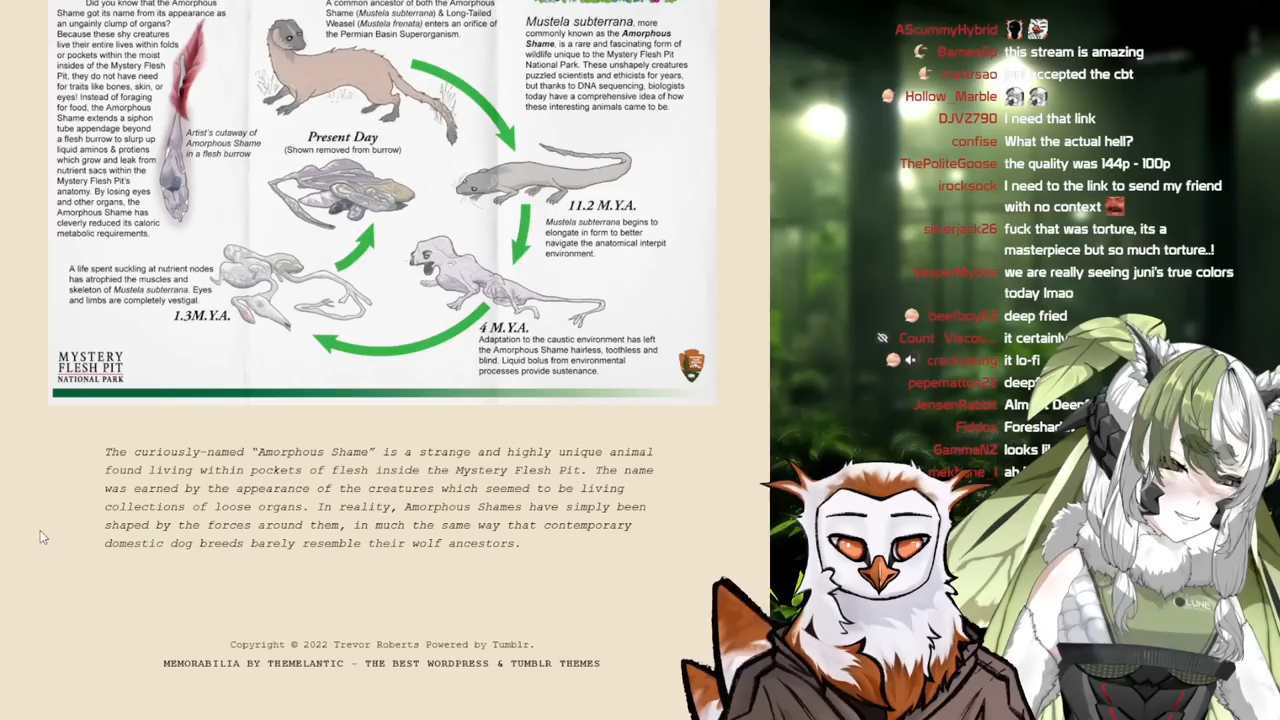 Did you know that the Amorphous
Shame got its name from its appearance as
an ungainly clump of organs?
Because these shy creatures
live their entire lives within folds
or pockets within the most
insides of the Mystery Flesh
Pit, they do not have need
for traits like bones, skin, or
eyes! Instead of foraging
for food, the Amorphous
Shame extends a siphon
tube appendage beyond
a flesh burrow to slurp up
liquid aminos & protiens
which grow and leak from
nutrient sacs within the
Mystery Flesh Pit's
anatomy. By losing eyes
and other organs, the
Amorphous Shame has
cleverly reduced its caloric
metabolic requirements.
Artist's cutaway of
Amorphous Shame
in a flesh burrow
A common ancestor of both the Amorphous
Shame (Mustela subterrana) & Long-Tailed
Weasel (Mustela frenata) enters an orifice of
the Permian Basin Superorganism.
Mustela subterrana, more
commonly known as the Amorphous
Shame, is a rare and fascinating form of
wildlife unique to the Mystery Flesh Pit
National Park. These unshapely creatures
puzzled scientists and ethicists for years,
but thanks to DNA sequencing, biologists
today have a comprehensive idea of how
these interesting animals came to be.
Present Day
(Shown removed from burrow)
11.2 M.Y.A.
Mustela subterrana begins to
elongate in form to better
navigate the anatomical interpit
environment.
A life spent suckling at nutrient nodes
has atrophied the muscles and
skeleton of Mustela subterrana. Eyes
and limbs are completely vestigal.
1.3M.Y.A.
4 M.Y.A.
Adaptation to the caustic environment has left
the Amorphous Shame hairless, toothless and
blind. Liquid bolus from environmental
processes provide sustenance.
MYSTERY
FLESH PIT
NATIONAL PARK
The curiously-named “Amorphous Shame” is a strange and highly unique animal
found living within pockets of flesh inside the Mystery Flesh Pit. The name
was earned by the appearance of the creatures which seemed to be living
collections of loose organs. In reality, Amorphous Shames have simply been
shaped by the forces around them, in much the same way that contemporary
domestic dog breeds barely resemble their wolf ancestors.
Copyright © 2022 Trevor Roberts Powered by Tumblr.
MEMORABILIA BY THEMELANTIC - THE BEST WORDPRESS & TUMBLR THEMES
AScummyHybrid
this stream is amazing
accepted the cbt
Hollow_Marble
DJVZ790 I need that link
confise What the actual hell?
ThePoliteGoose the quality was 144p - 100p
irocksock I need to the link to send my friend
with no context
silverjack26 fuck that was torture, its a
masterpiece but so much torture..!
we are really seeing juni's true colors
today lmao
beefboy63 deep fried
Count_Viscou... it certainly
it lo-fi
deep
JensenRabbit
GammaNZ looks
LUNE